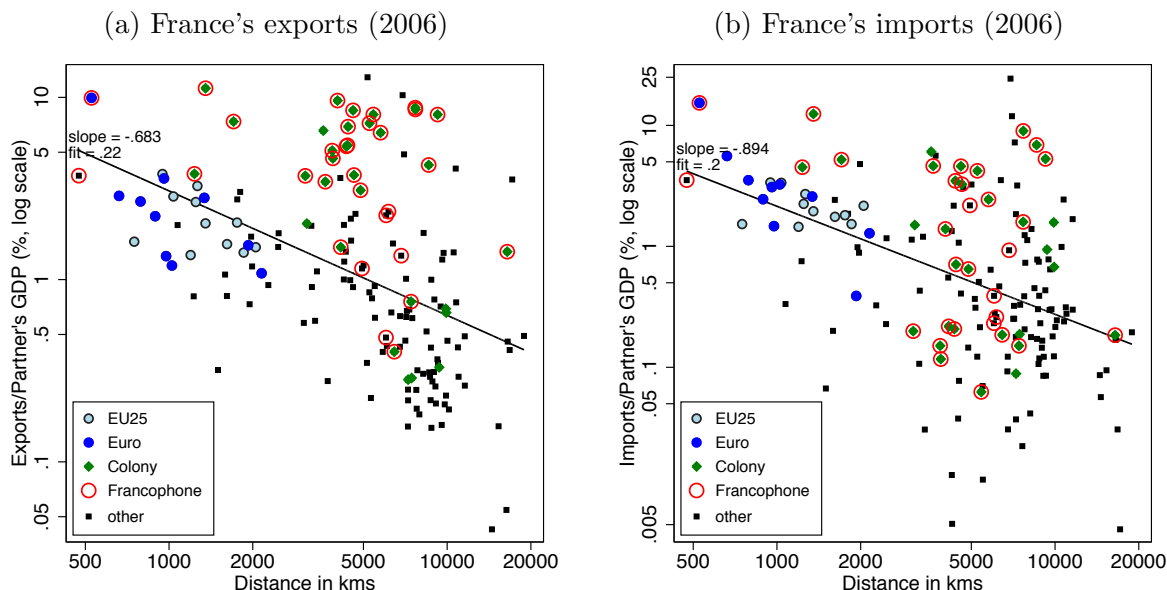 (a) France's exports (2006)
Exports/Partner's GDP (%, log scale)
10
5
1
.5
.1
.05
slope = -.683
fit = .22
EU25
Euro
Colony
Francophone
other
500 1000 2000 5000 10000 20000
Distance in kms
(b) France's imports (2006)
Imports/Partner's GDP (%, log scale)
25
10
5
1
.5
.1
.05
.005
slope = -.894
fit = .2
EU25
Euro
Colony
Francophone
other
500 1000 2000 5000 10000 20000
Distance in kms